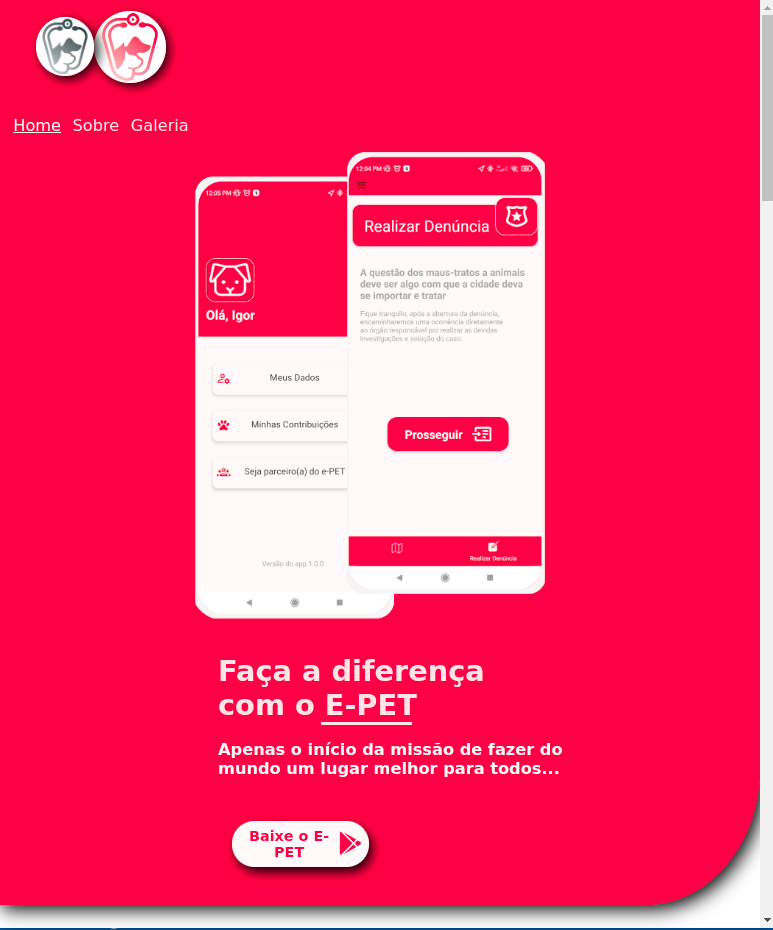 Home Sobre Galeria
12:05 PM
Olá, Igor
Meus Dados
Minhas Contribuições
Seja parceiro(a) do e-PET
Versão do app 1.0.0
12:04 PM
Realizar Denúncia
A questão dos maus-tratos a animais
deve ser algo com que a cidade deva
se importar e tratar
Fique tranquilo, após a abertura da denúncia,
encaminharemos uma ocorrência diretamente
ao órgão responsável por realizar as devidas
investigações e solução do caso.
Prosseguir
Realizar Denúncia
Faça a diferença
com o E-PET
Apenas o início da missão de fazer do
mundo um lugar melhor para todos...
Baixe o E-
PET